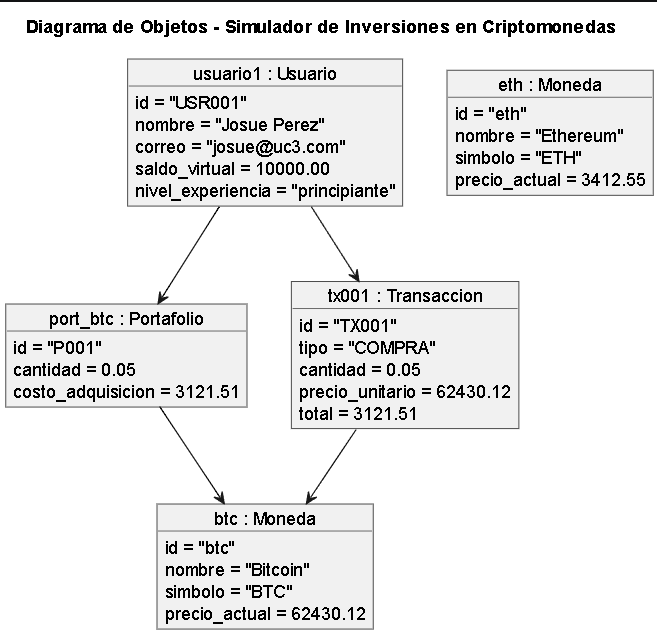 Diagrama de Objetos - Simulador de Inversiones en Criptomonedas
usuario1 : Usuario
id = "USR001"
nombre = "Josue Perez"
correo = "josue@uc3.com"
saldo_virtual = 10000.00
nivel_experiencia = "principiante"
eth : Moneda
id = "eth"
nombre = "Ethereum"
simbolo = "ETH"
precio_actual = 3412.55
port_btc : Portafolio
id = "P001"
cantidad = 0.05
costo_adquisicion = 3121.51
tx001 : Transaccion
id = "TX001"
tipo = "COMPRA"
cantidad = 0.05
precio_unitario = 62430.12
total = 3121.51
btc : Moneda
id = "btc"
nombre = "Bitcoin"
simbolo = "BTC"
precio_actual = 62430.12